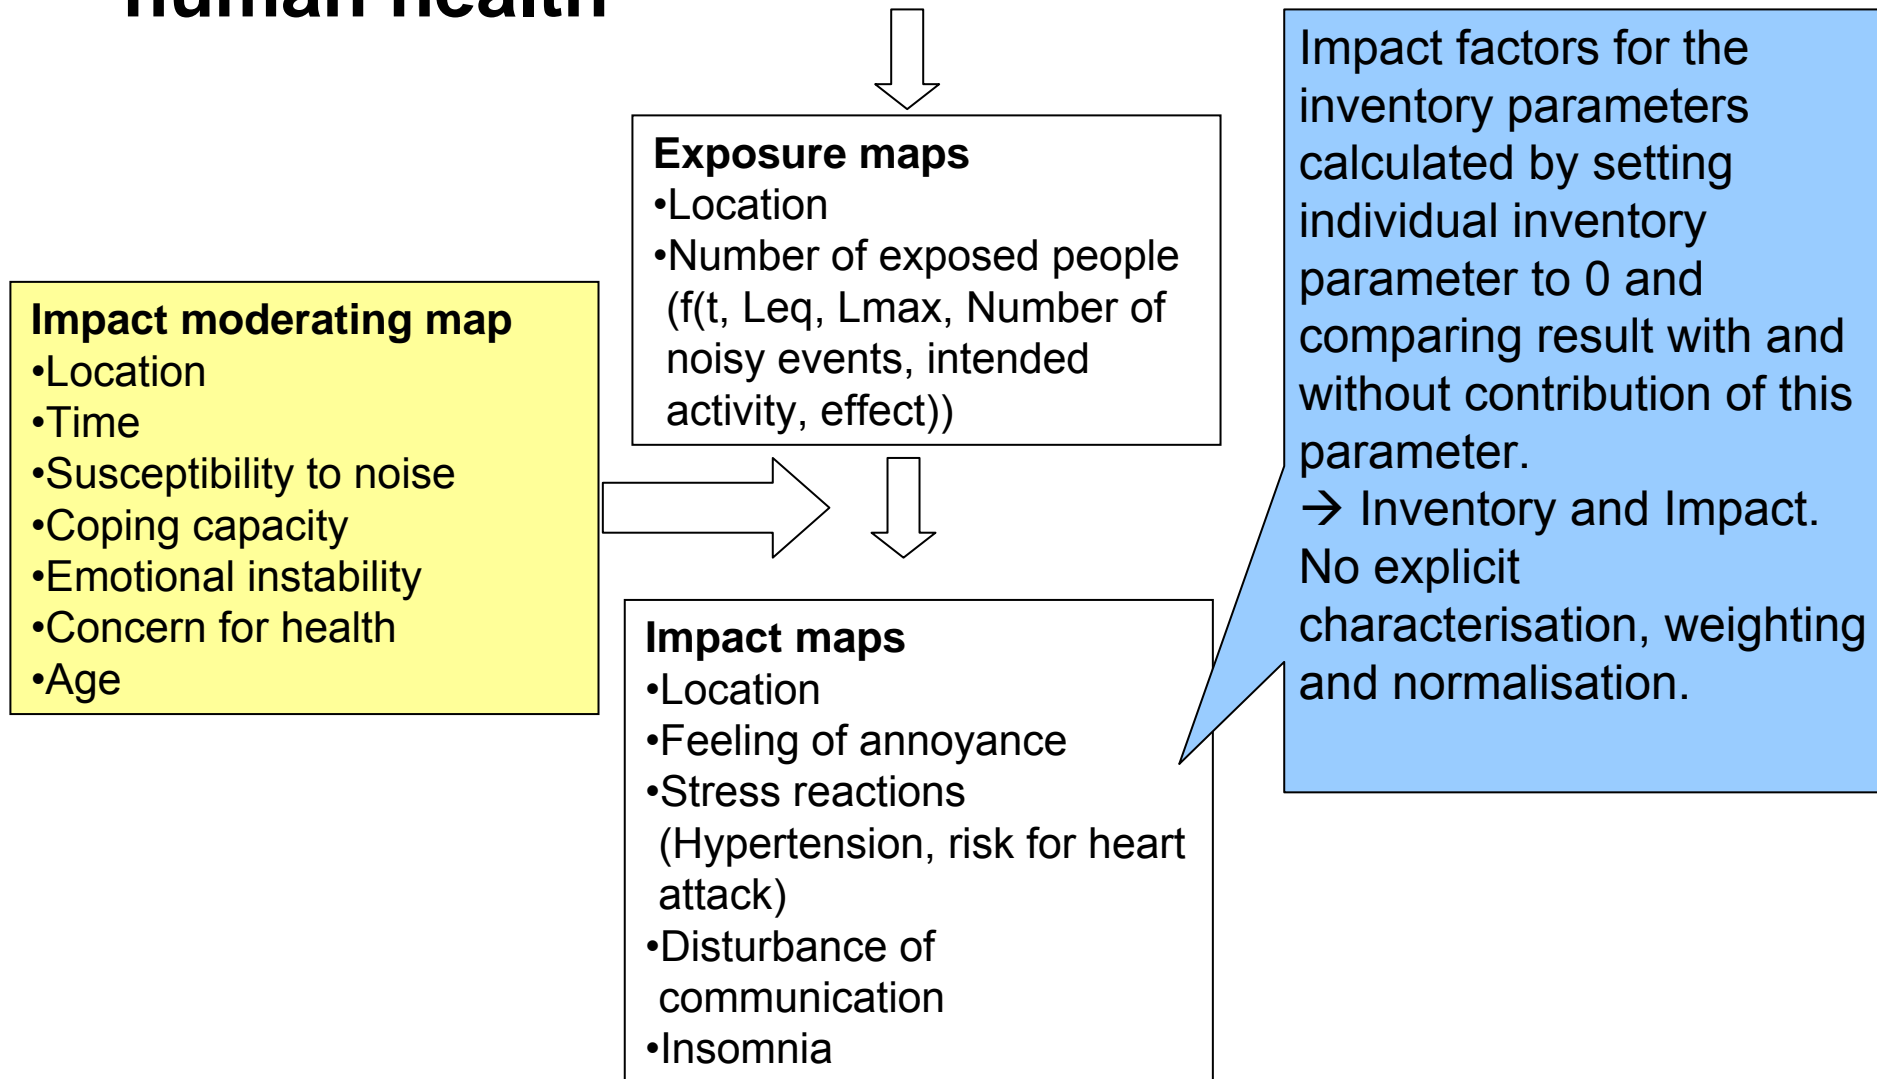 human health
Exposure maps
•Location
•Number of exposed people
(f(t, Leq, Lmax, Number of
noisy events, intended
activity, effect))
Impact moderating map
•Location
•Time
•Susceptibility to noise
•Coping capacity
•Emotional instability
•Concern for health
•Age
Impact maps
•Location
•Feeling of annoyance
•Stress reactions
(Hypertension, risk for heart
attack)
•Disturbance of
communication
•Insomnia
Impact factors for the
inventory parameters
calculated by setting
individual inventory
parameter to 0 and
comparing result with and
without contribution of this
parameter.
→ Inventory and Impact.
No explicit
characterisation, weighting
and normalisation.